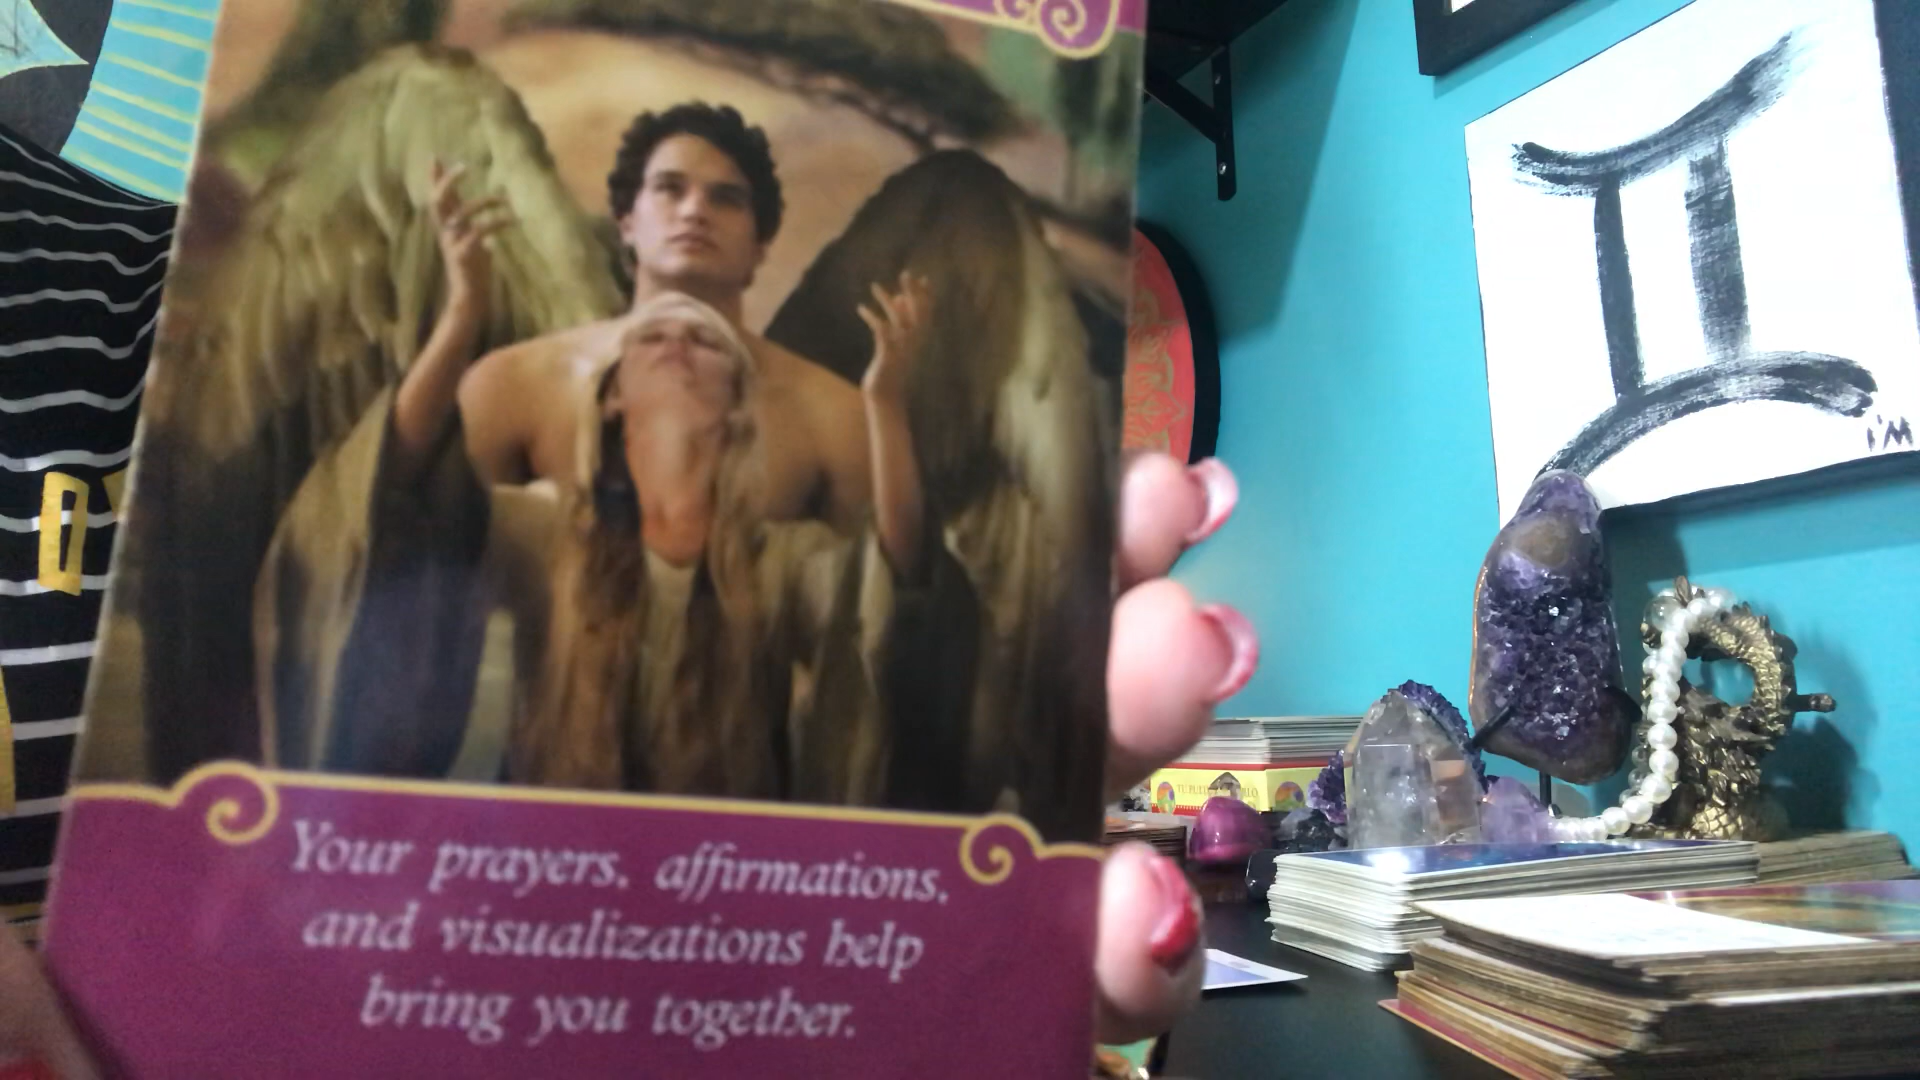 I'M
Your prayers, affirmations,
and visualizations help
bring you together.